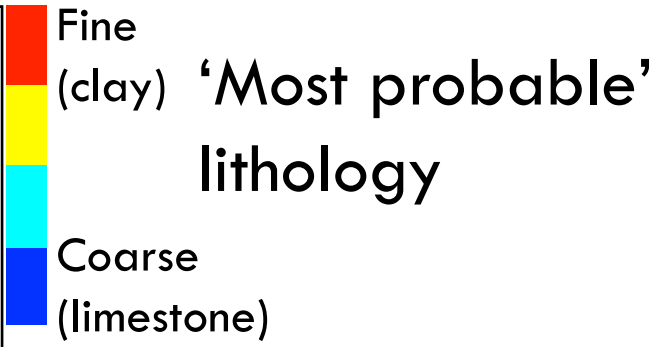 Fine
(clay)
‘Most probable’
lithology
Coarse
(limestone)